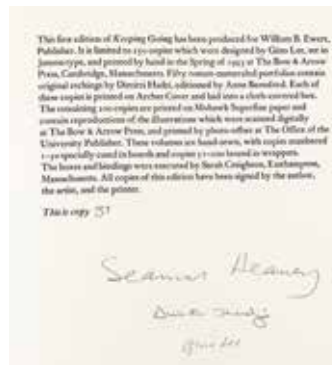 This first edition of Keeping Going has been produced for William B. Ewert,
Publisher. It is limited to 150 copies which were designed by Gino Lee, set in
Jansen type, and printed by hand in the Spring of 1993 at The Bow & Arrow
Press, Cambridge, Massachusetts. Fifty roman-numeraled portfolios contain
original etchings by Dimitri Hadzi, editioned by Anne Beresford. Each of
these copies is printed on Arches Cover and laid into a cloth-covered box.
The remaining 100 copies are printed on Mohawk Superfine paper and
contain reproductions of the illustrations which were scanned digitally
at The Bow & Arrow Press, and printed by photo-offset at The Office of the
University Publisher. These volumes are hand-sewn, with copies numbered
1-50 specially cased in boards and copies 51-100 bound in wrappers.
The boxes and bindings were executed by Sarah Creighton, Easthampton,
Massachusetts. All copies of this edition have been signed by the author,
the artist, and the printer.
This is copy
Seamus Heaney
Gino Lee